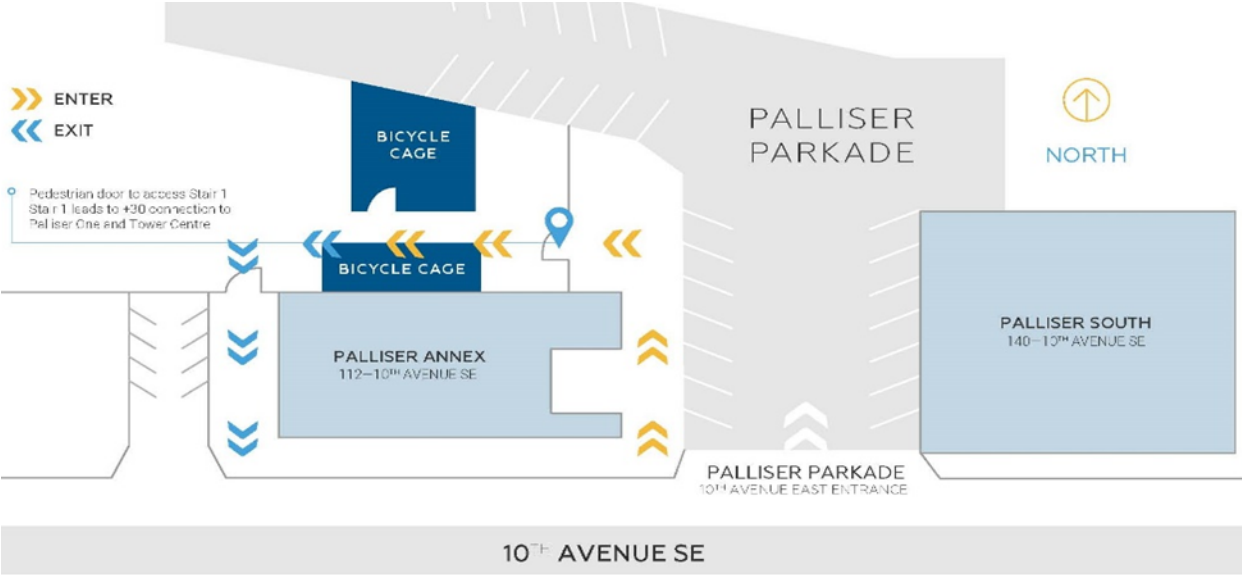 ENTER
EXIT
Pedestrian door to access Stair 1
Stair 1 leads to +30 connection to
Palliser One and Tower Centre
BICYCLE
CAGE
BICYCLE CAGE
PALLISER
PARKADE
NORTH
PALLISER ANNEX
112–10TH AVENUE SE
PALLISER SOUTH
140–10TH AVENUE SE
PALLISER PARKADE
10TH AVENUE EAST ENTRANCE
10TH AVENUE SE